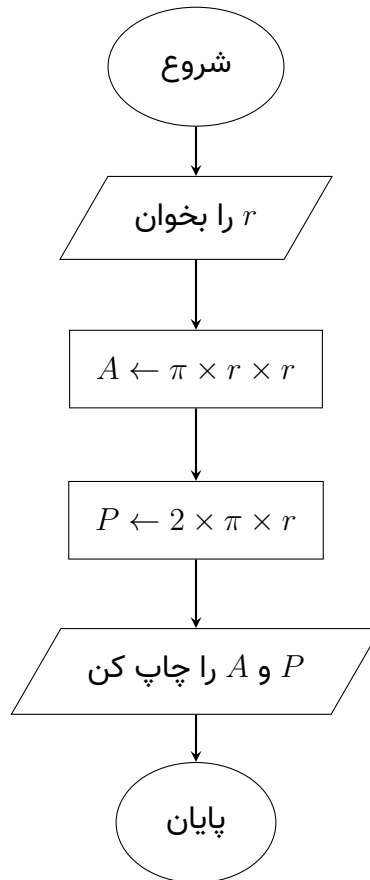 شروع
r را بخوان
A ← π × r × r
P ← 2 × π × r
P و A را چاپ کن
پایان